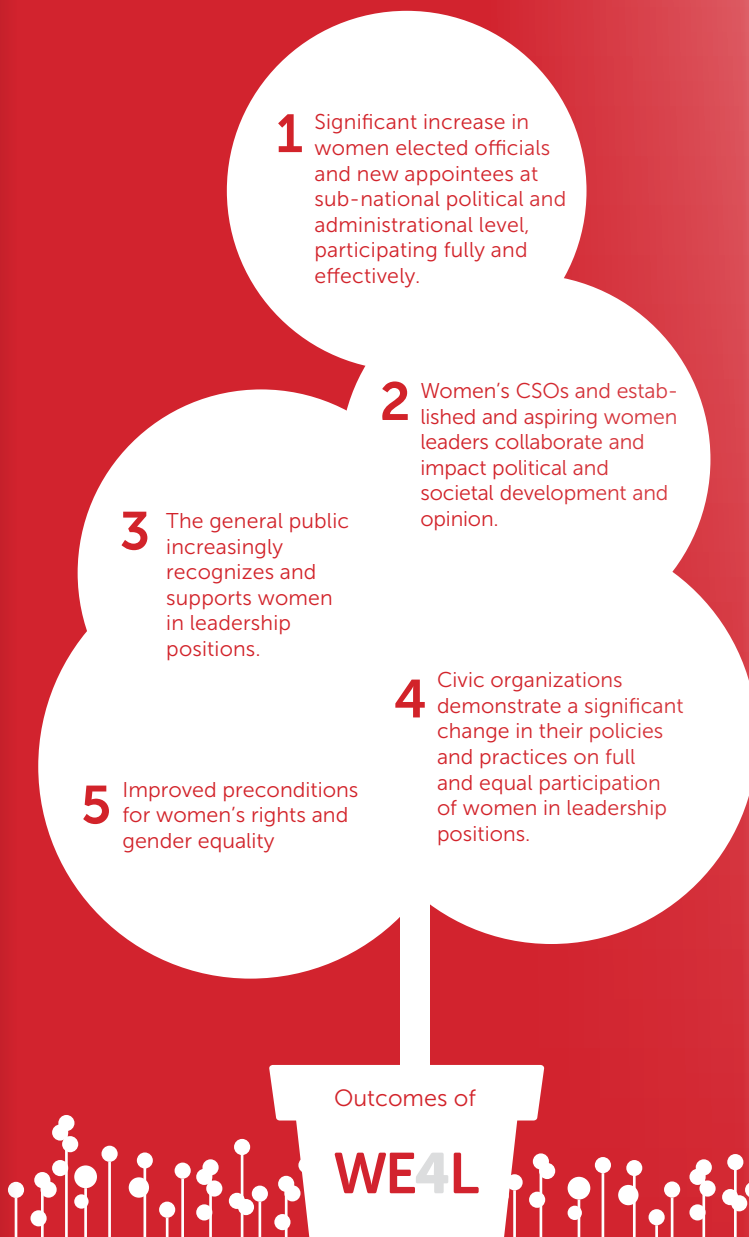 1
Significant increase in
women elected officials
and new appointees at
sub-national political and
administrational level,
participating fully and
effectively.
2
Women’s CSOs and estab-
lished and aspiring women
leaders collaborate and
impact political and
societal development and
opinion.
3
The general public
increasingly
recognizes and
supports women
in leadership
positions.
4
Civic organizations
demonstrate a significant
change in their policies
and practices on full
and equal participation
of women in leadership
positions.
5
Improved preconditions
for women’s rights and
gender equality
Outcomes of
WE4L